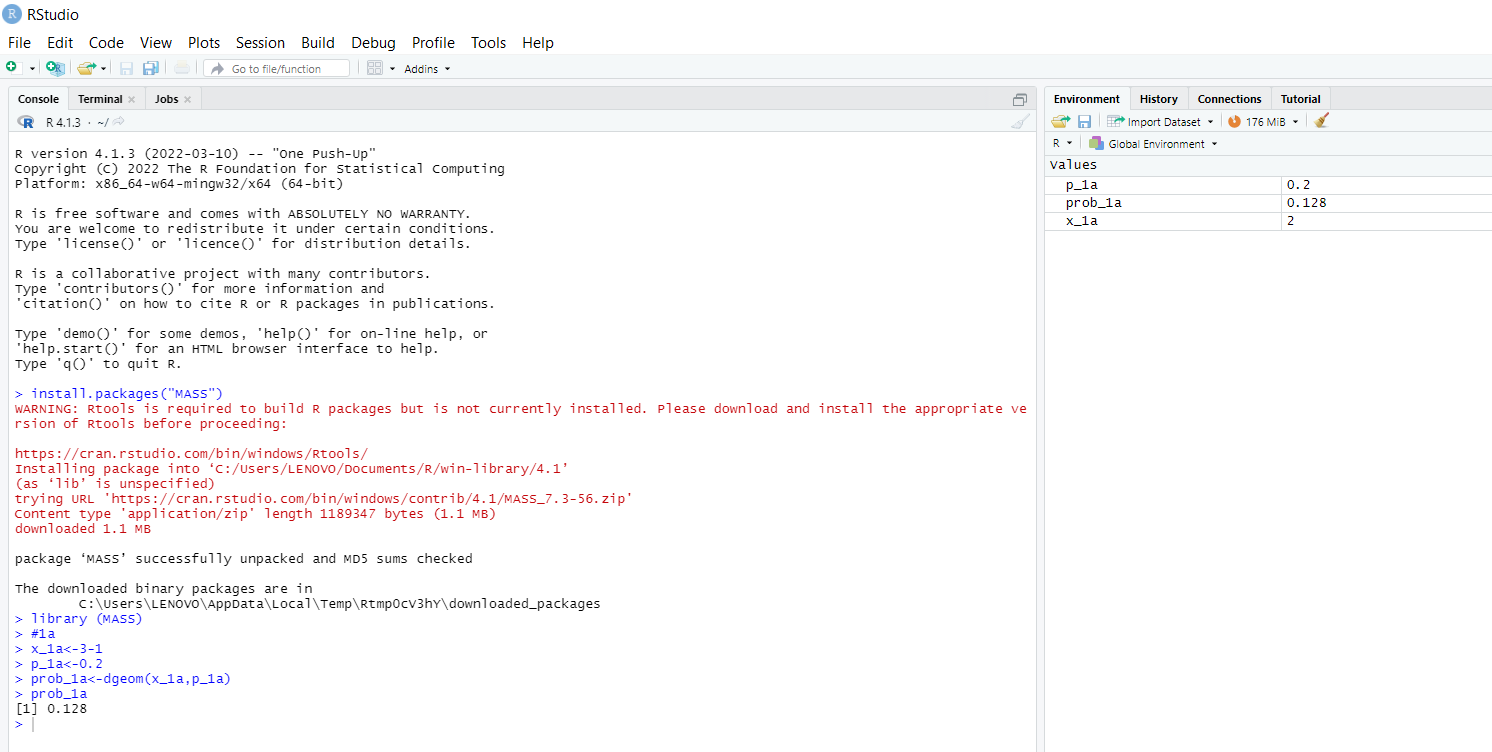 RStudio
File Edit Code View Plots Session Build Debug Profile Tools Help
Go to file/function Addins
Console Terminal Jobs
R 4.1.3 · ~/
R version 4.1.3 (2022-03-10) -- "One Push-Up"
Copyright (C) 2022 The R Foundation for Statistical Computing
Platform: x86_64-w64-mingw32/x64 (64-bit)
R is free software and comes with ABSOLUTELY NO WARRANTY.
You are welcome to redistribute it under certain conditions.
Type 'license()' or 'licence()' for distribution details.
R is a collaborative project with many contributors.
Type 'contributors()' for more information and
'citation()' on how to cite R or R packages in publications.
Type 'demo()' for some demos, 'help()' for on-line help, or
'help.start()' for an HTML browser interface to help.
Type 'q()' to quit R.
> install.packages("MASS")
WARNING: Rtools is required to build R packages but is not currently installed. Please download and install the appropriate ve
rsion of Rtools before proceeding:
https://cran.rstudio.com/bin/windows/Rtools/
Installing package into ‘C:/Users/LENOVO/Documents/R/win-library/4.1’
(as ‘lib’ is unspecified)
trying URL 'https://cran.rstudio.com/bin/windows/contrib/4.1/MASS_7.3-56.zip'
Content type 'application/zip' length 1189347 bytes (1.1 MB)
downloaded 1.1 MB
package ‘MASS’ successfully unpacked and MD5 sums checked
The downloaded binary packages are in
C:\Users\LENOVO\AppData\Local\Temp\Rtmp0cV3hY\downloaded_packages
> library (MASS)
> #1a
> x_1a<-3-1
> p_1a<-0.2
> prob_1a<-dgeom(x_1a,p_1a)
> prob_1a
[1] 0.128
>
Environment History Connections Tutorial
Import Dataset 176 MiB
R Global Environment
Values
p_1a 0.2
prob_1a 0.128
x_1a 2